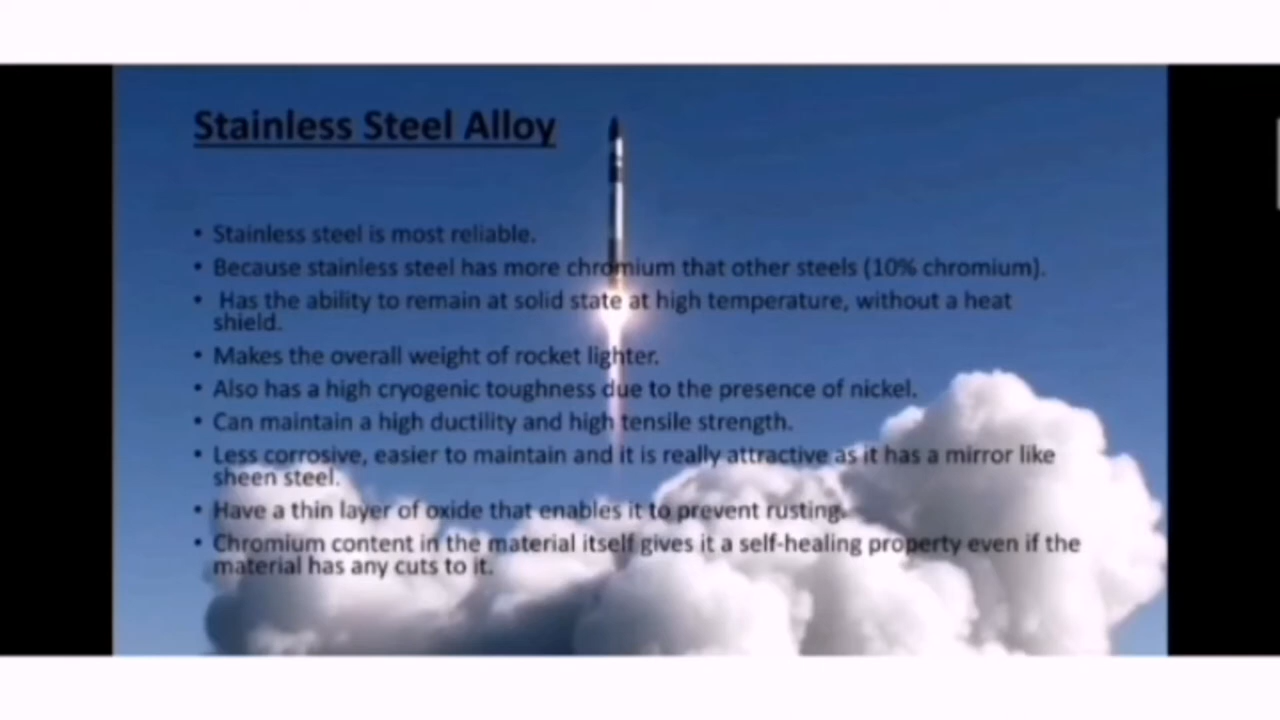 Stainless Steel Alloy
• Stainless steel is most reliable.
• Because stainless steel has more chromium that other steels (10% chromium).
• Has the ability to remain at solid state at high temperature, without a heat
shield.
• Makes the overall weight of rocket lighter.
• Also has a high cryogenic toughness due to the presence of nickel.
• Can maintain a high ductility and high tensile strength.
• Less corrosive, easier to maintain and it is really attractive as it has a mirror like
sheen steel.
• Have a thin layer of oxide that enables it to prevent rusting.
• Chromium content in the material itself gives it a self-healing property even if the
material has any cuts to it.